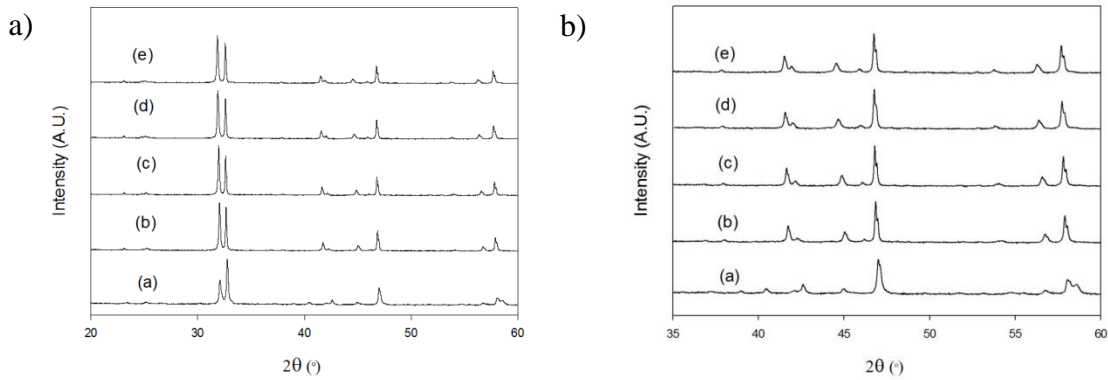 a)
(e)
(d)
(c)
(b)
(a)
Intensity (A.U.)
20 30 40 50 60
2θ (°)
b)
(e)
(d)
(c)
(b)
(a)
Intensity (A.U.)
35 40 45 50 55 60
2θ (°)